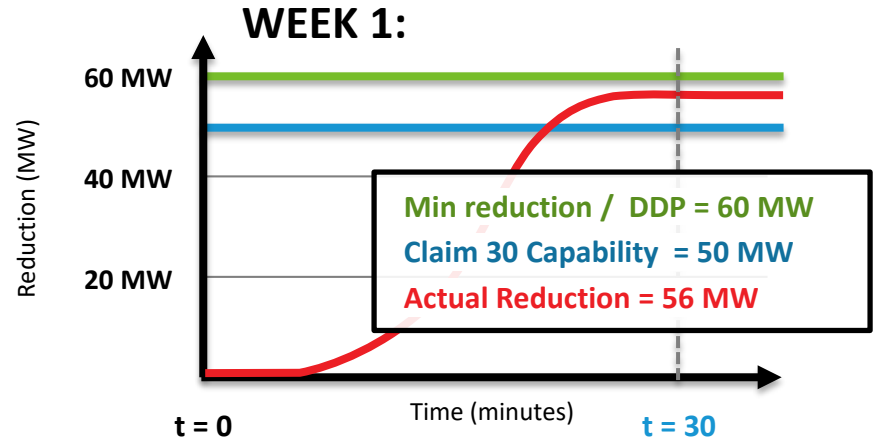 WEEK 1:
60 MW
40 MW
20 MW
Reduction (MW)
Min reduction / DDP = 60 MW
Claim 30 Capability = 50 MW
Actual Reduction = 56 MW
t = 0
Time (minutes)
t = 30